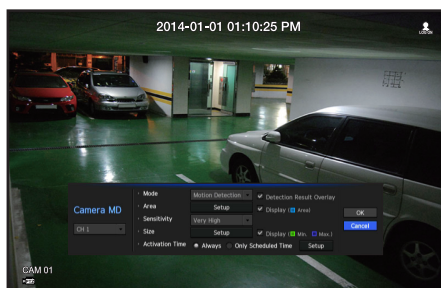 2014-01-01 01:10:25 PM
LOG ON
Camera MD
CH 1
Mode Motion Detection Detection Result Overlay
Area Setup Display ( Area)
Sensitivity Very High
Size Setup Display ( Min. Max.)
Activation Time Always Only Scheduled Time Setup
OK
Cancel
CAM 01